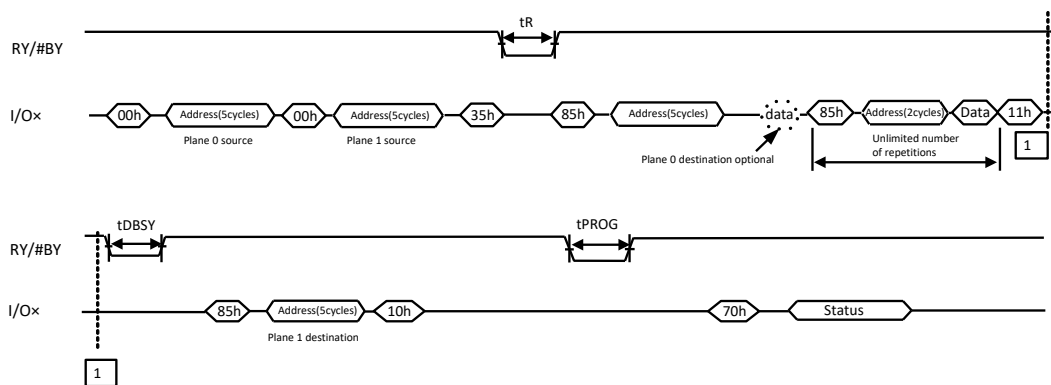 tR
RY/#BY
I/O×
00h
Address(5cycles)
00h
Address(5cycles)
35h
85h
Address(5cycles)
data
85h
Address(2cycles)
Data
11h
Plane 0 source
Plane 1 source
Plane 0 destination optional
Unlimited number
of repetitions
1
tDBSY
tPROG
RY/#BY
I/O×
85h
Address(5cycles)
10h
70h
Status
Plane 1 destination
1